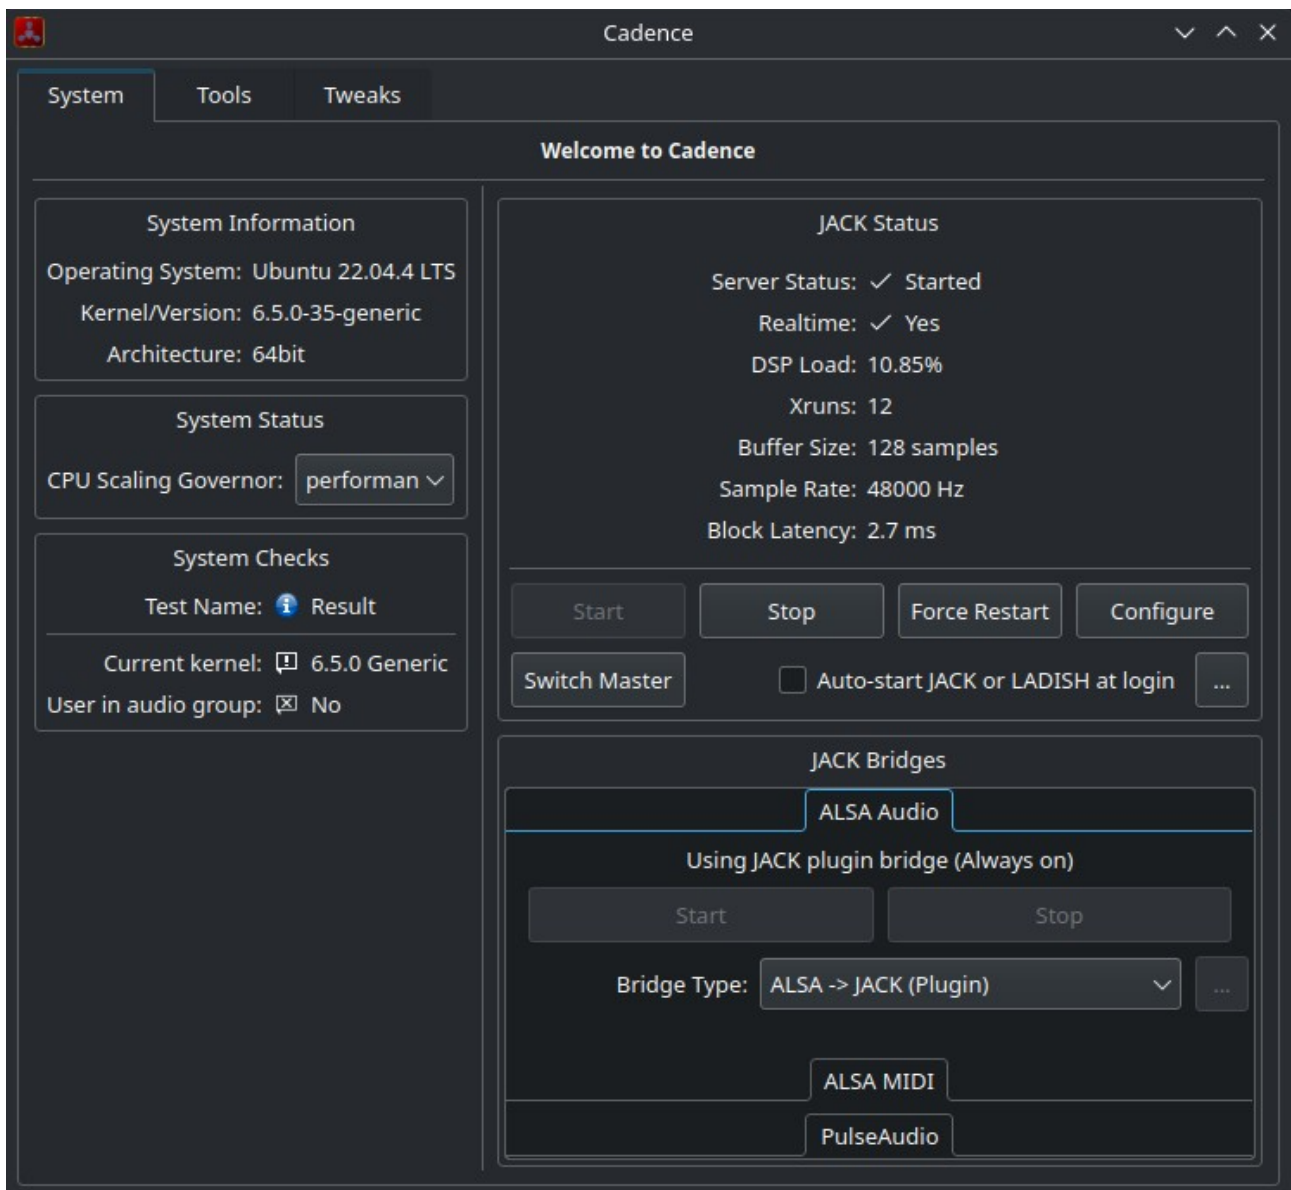 Cadence
System Tools Tweaks
Welcome to Cadence
System Information
Operating System: Ubuntu 22.04.4 LTS
Kernel/Version: 6.5.0-35-generic
Architecture: 64bit
System Status
CPU Scaling Governor: performan
System Checks
Test Name: Result
Current kernel: 6.5.0 Generic
User in audio group: No
JACK Status
Server Status: ✓ Started
Realtime: ✓ Yes
DSP Load: 10.85%
Xruns: 12
Buffer Size: 128 samples
Sample Rate: 48000 Hz
Block Latency: 2.7 ms
Start Stop Force Restart Configure
Switch Master Auto-start JACK or LADISH at login ...
JACK Bridges
ALSA Audio
Using JACK plugin bridge (Always on)
Start Stop
Bridge Type: ALSA -> JACK (Plugin) ...
ALSA MIDI
PulseAudio